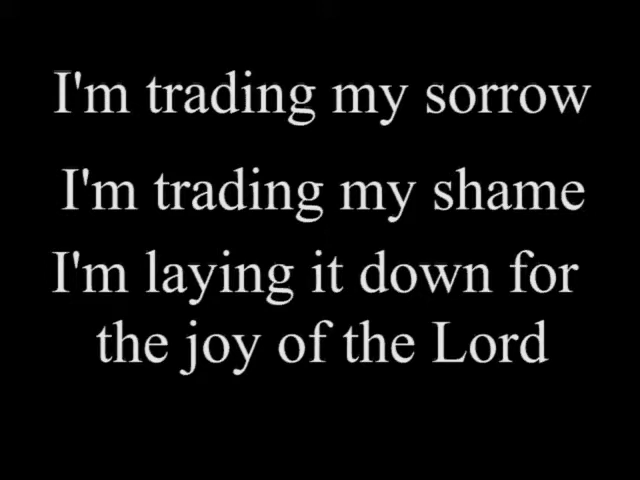 I'm trading my sorrow
I'm trading my shame
I'm laying it down for
the joy of the Lord